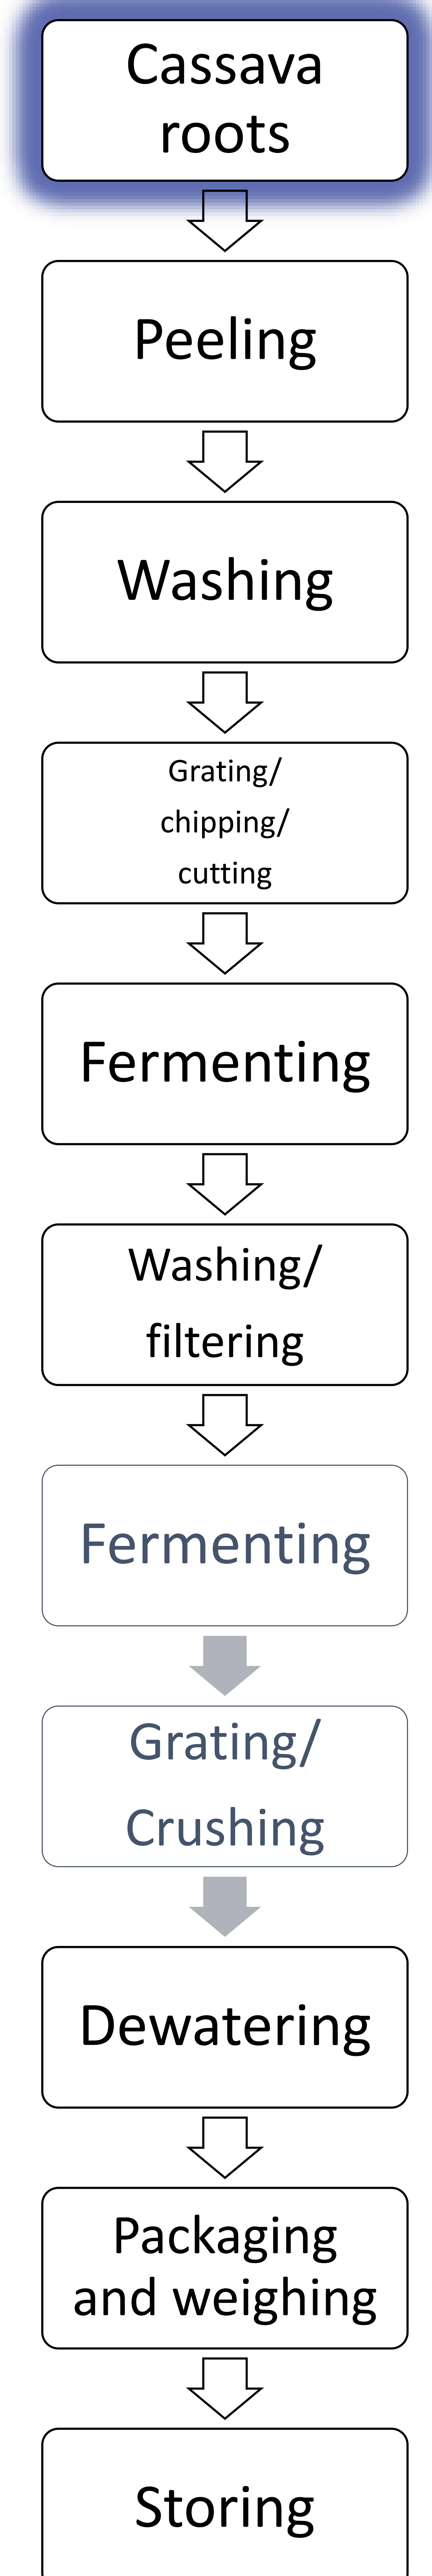 Cassava
roots
Peeling
Washing
Grating/
chipping/
cutting
Fermenting
Washing/
filtering
Fermenting
Grating/
Crushing
Dewatering
Packaging
and weighing
Storing